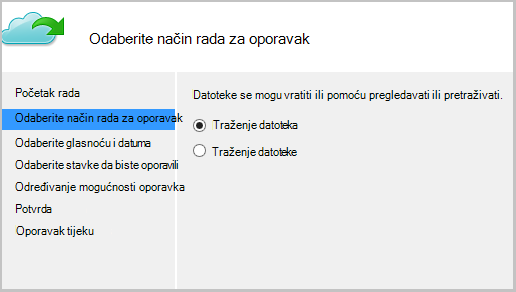 Odaberite način rada za oporavak
Početak rada
Odaberite način rada za oporavak
Odaberite glasnoću i datuma
Odaberite stavke da biste oporavili
Određivanje mogućnosti oporavka
Potvrda
Oporavak tijeku
Datoteke se mogu vratiti ili pomoću pregledavati ili pretraživati.
Traženje datoteka
Traženje datoteke